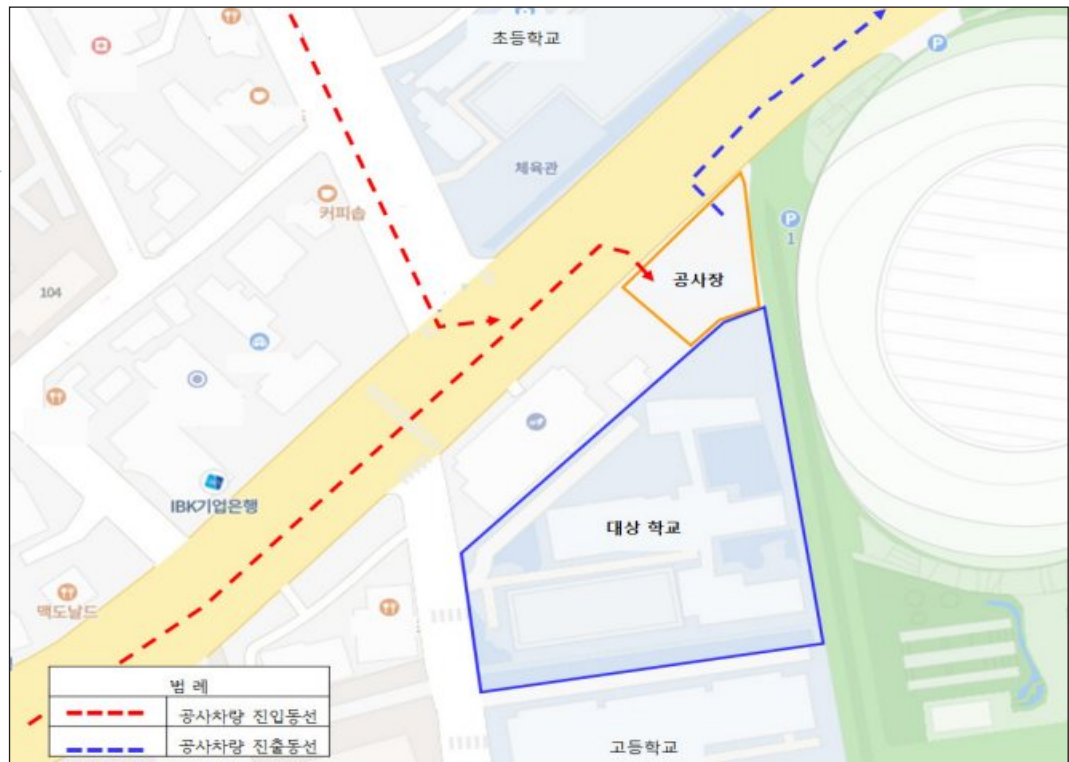 초등학교
P
체육관
커피숍
P
1
공사장
104
IBK기업은행
대상 학교
맥도날드
범 례
공사차량 진입동선
공사차량 진출동선
고등학교